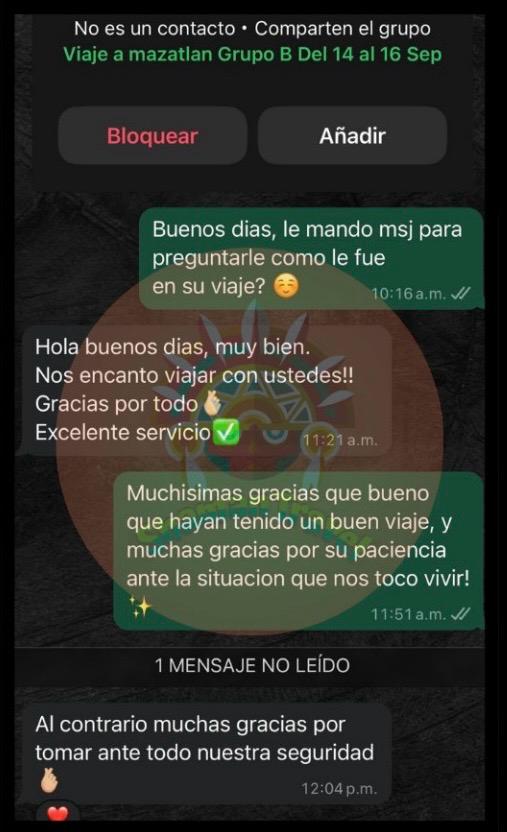 No es un contacto • Comparten el grupo
Viaje a mazatlan Grupo B Del 14 al 16 Sep
Bloquear
Añadir
Buenos dias, le mando msj para
preguntarle como le fue
en su viaje? ☺️
10:16 a.m.
Hola buenos dias, muy bien.
Nos encanto viajar con ustedes!!
Gracias por todo🫰🏼
Excelente servicio✅
11:21 a.m.
Muchisimas gracias que bueno
que hayan tenido un buen viaje, y
muchas gracias por su paciencia
ante la situacion que nos toco vivir!
✨
11:51 a.m.
1 MENSAJE NO LEÍDO
Al contrario muchas gracias por
tomar ante todo nuestra seguridad
🫰🏼
12:04 p.m.
❤️